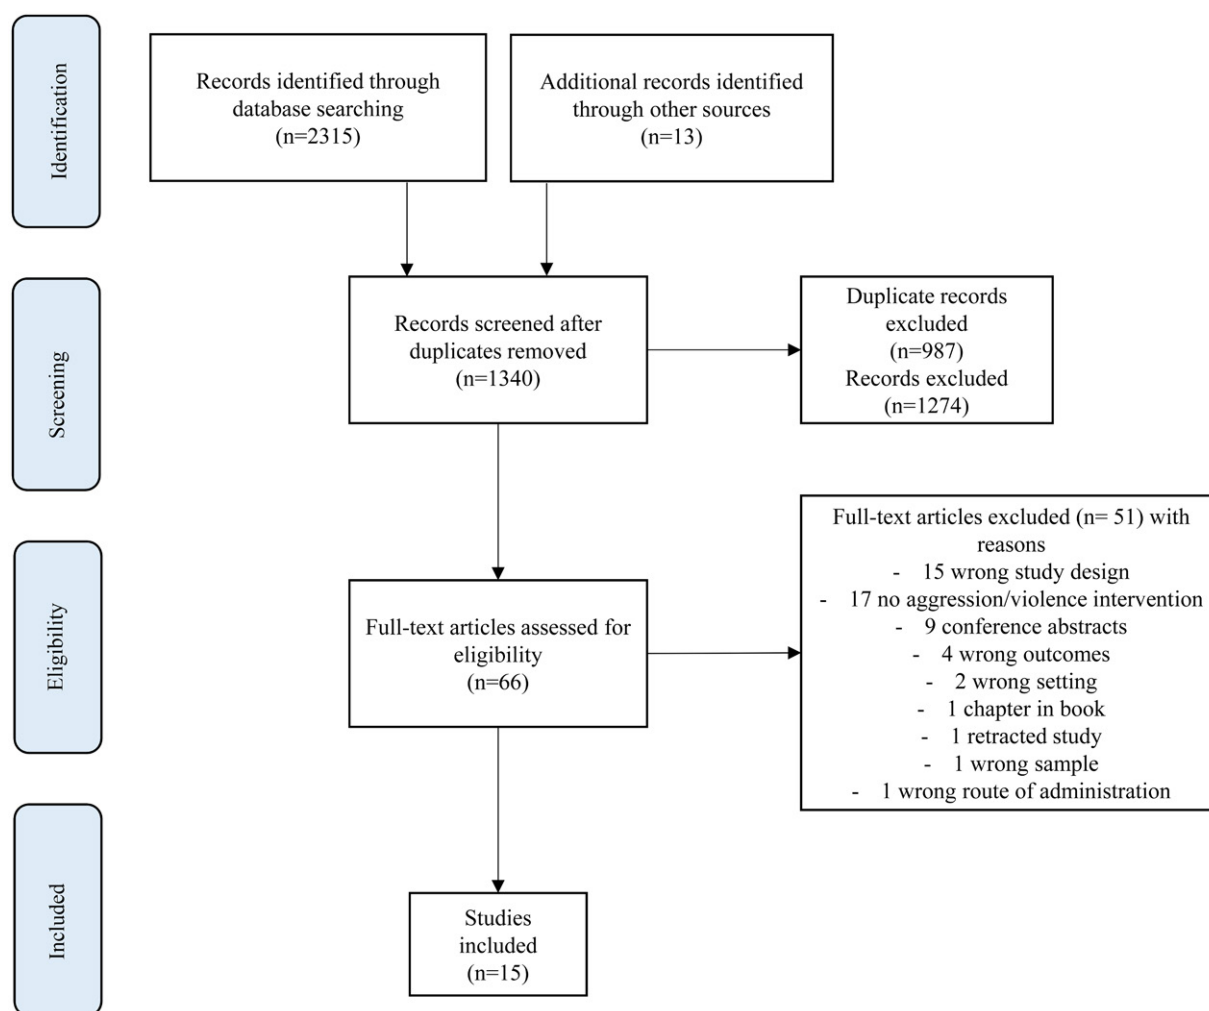 Identification
Records identified through
database searching
(n=2315)
Additional records identified
through other sources
(n=13)
Screening
Records screened after
duplicates removed
(n=1340)
Duplicate records
excluded
(n=987)
Records excluded
(n=1274)
Eligibility
Full-text articles assessed for
eligibility
(n=66)
Full-text articles excluded (n= 51) with
reasons
- 15 wrong study design
- 17 no aggression/violence intervention
- 9 conference abstracts
- 4 wrong outcomes
- 2 wrong setting
- 1 chapter in book
- 1 retracted study
- 1 wrong sample
- 1 wrong route of administration
Included
Studies
included
(n=15)